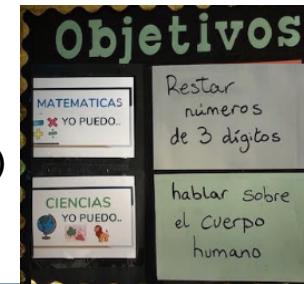 Objetivos
MATEMATICAS
YO PUEDO..
Restar
números
de 3 dígitos
CIENCIAS
YO PUEDO..
hablar sobre
el cuerpo
humano